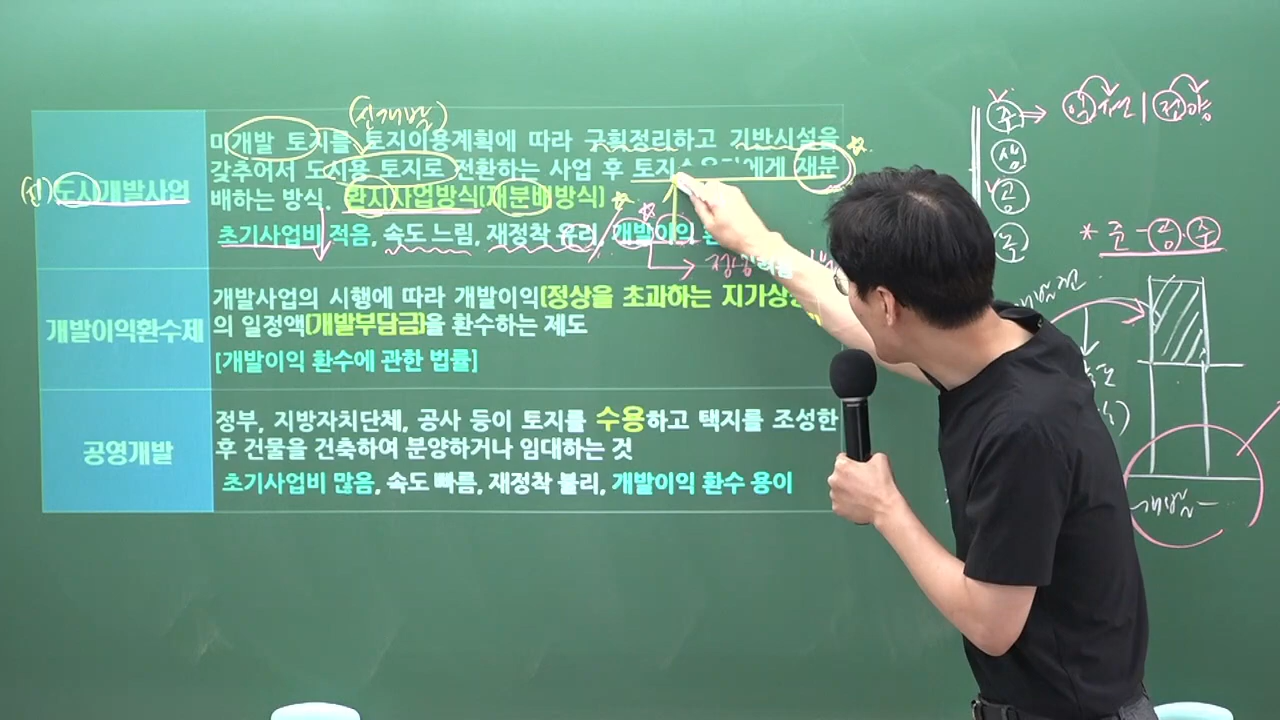 (신개발)
(신)도시개발사업
미개발 토지를 토지이용계획에 따라 구획정리하고 기반시설을
갖추어서 도시용 토지로 전환하는 사업 후 토지 에게 재분
배하는 방식. 환지사업방식[재분배방식]
초기사업비 적음, 속도 느림, 재정착 유리, 개발이익 환
개발이익환수제
개발사업의 시행에 따라 개발이익[정상을 초과하는 지가상승
의 일정액[개발부담금]을 환수하는 제도
[개발이익 환수에 관한 법률]
공영개발
정부, 지방자치단체, 공사 등이 토지를 수용하고 택지를 조성한
후 건물을 건축하여 분양하거나 임대하는 것
초기사업비 많음, 속도 빠름, 재정착 불리, 개발이익 환수 용이
주
상
공
녹
개발전